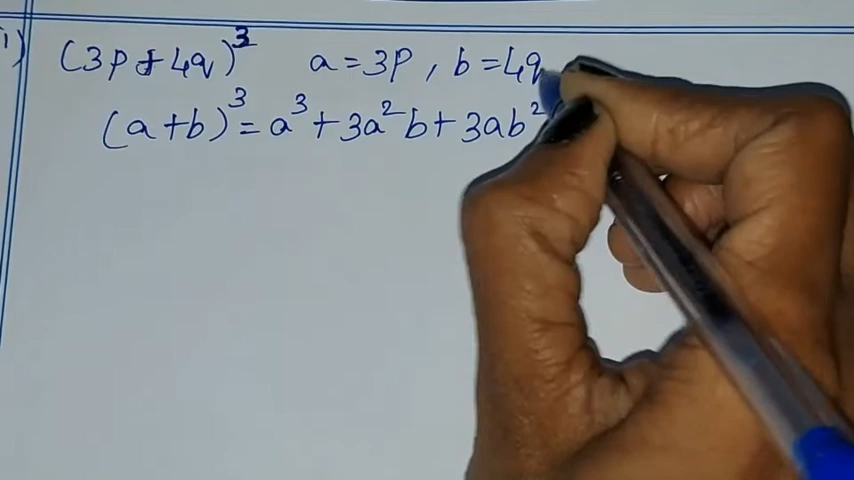 i) (3p+4q)³ a=3p, b=4q
(a+b)³=a³+3a²b+3ab²